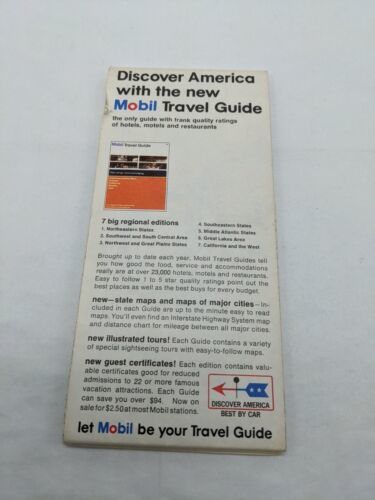 Discover America
with the new
Mobil Travel Guide
the only guide with frank quality ratings
of hotels, motels and restaurants
Mobil Travel Guide
7 big regional editions
1. Northeastern States
2. Southwest and South Central Area
3. Northwest and Great Plains States
4. Southeastern States
5. Middle Atlantic States
6. Great Lakes Area
7. California and the West
Brought up to date each year, Mobil Travel Guides tell
you how good the food, service and accommodations
really are at over 23,000 hotels, motels and restaurants.
Easy to follow 1 to 5 star quality ratings point out the
best places as well as the best buys for every budget.
new—state maps and maps of major cities—In-
cluded in each Guide are up to the minute easy to read
maps. You'll even find an Interstate Highway System map
and distance chart for mileage between all major cities.
new illustrated tours! Each Guide contains a variety
of special sightseeing tours with easy-to-follow maps.
new guest certificates! Each edition contains valu-
able certificates good for reduced
admissions to 22 or more famous
vacation attractions. Each Guide
can save you over $94. Now on
sale for $2.50 at most Mobil stations.
DISCOVER AMERICA
BEST BY CAR
let Mobil be your Travel Guide